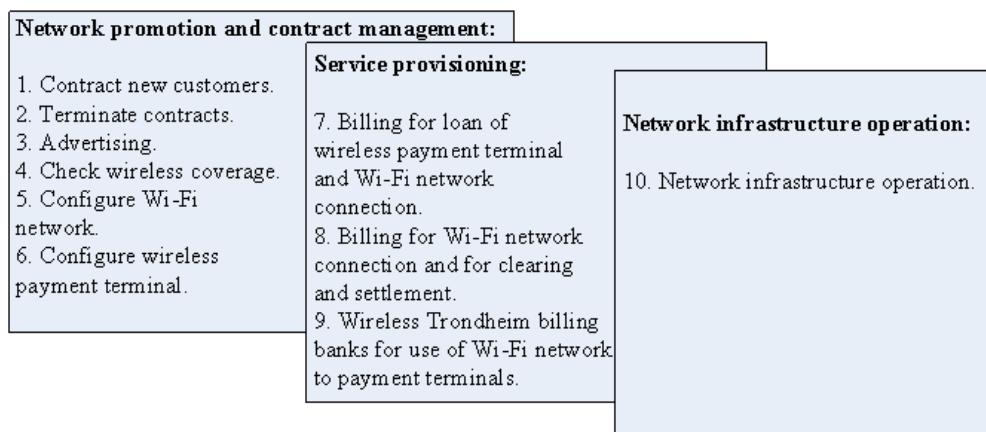 Network promotion and contract management:
1. Contract new customers.
2. Terminate contracts.
3. Advertising.
4. Check wireless coverage.
5. Configure Wi-Fi
network.
6. Configure wireless
payment terminal.
Service provisioning:
7. Billing for loan of
wireless payment terminal
and Wi-Fi network
connection.
8. Billing for Wi-Fi network
connection and for clearing
and settlement.
9. Wireless Trondheim billing
banks for use of Wi-Fi network
to payment terminals.
Network infrastructure operation:
10. Network infrastructure operation.